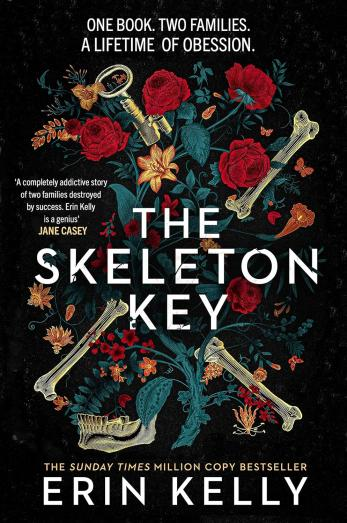 ONE BOOK. TWO FAMILIES.
A LIFETIME OF OBESSION.
'A completely addictive story
of two families destroyed
by success. Erin Kelly
is a genius'
JANE CASEY
THE
SKELETON
KEY
THE SUNDAY TIMES MILLION COPY BESTSELLER
ERIN KELLY